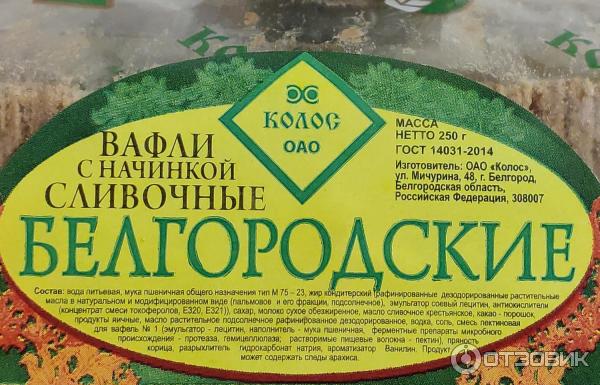 КОЛОС
ОАО
ВАФЛИ
С НАЧИНКОЙ
СЛИВОЧНЫЕ
БЕЛГОРОДСКИЕ
МАССА
НЕТТО 250 г
ГОСТ 14031-2014
Изготовитель: ОАО «Колос»,
ул. Мичурина, 48, г. Белгород,
Белгородская область,
Российская Федерация, 308007
Состав: вода питьевая, мука пшеничная общего назначения тип М 75 – 23, жир кондитерский (рафинированные дезодорированные растительные
масла в натуральном и модифицированном виде (пальмовое и его фракции, подсолнечное), эмульгатор соевый лецитин, антиокислители
(концентрат смеси токоферолов, Е320, Е321)), сахар, молоко сухое обезжиренное, масло сливочное крестьянское, какао - порошок,
продукты яичные, масло растительное подсолнечное рафинированное дезодорированное, водка, соль, смесь пектиновая
для вафель № 1 (эмульгатор - лецитин, наполнитель - мука пшеничная, ферментные препараты микробного
происхождения - протеаза, гемицеллюлаза; растворимые пищевые волокна - пектин), пряность
корица, разрыхлитель гидрокарбонат натрия, ароматизатор Ванилин. Продукт
может содержать следы арахиса.
ОТЗОВИК